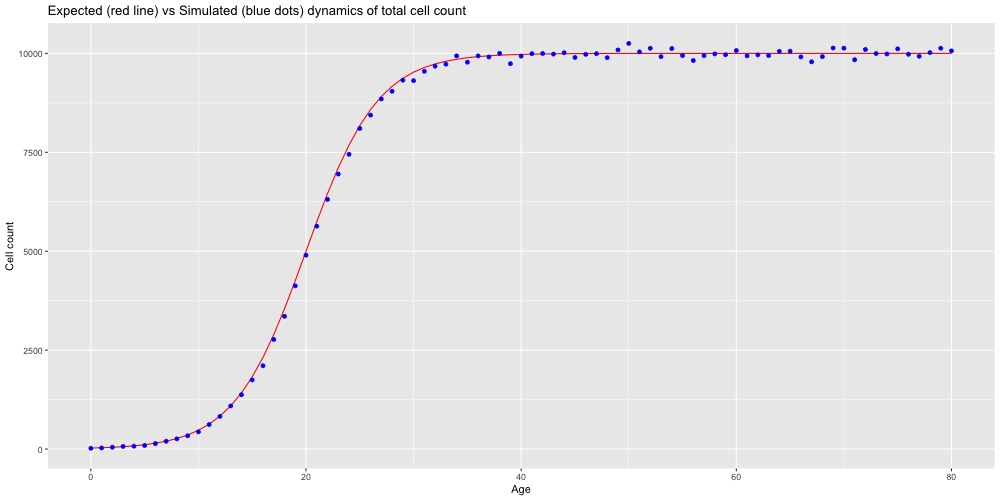 Expected (red line) vs Simulated (blue dots) dynamics of total cell count
10000
7500
5000
2500
0
Cell count
0 20 40 60 80
Age